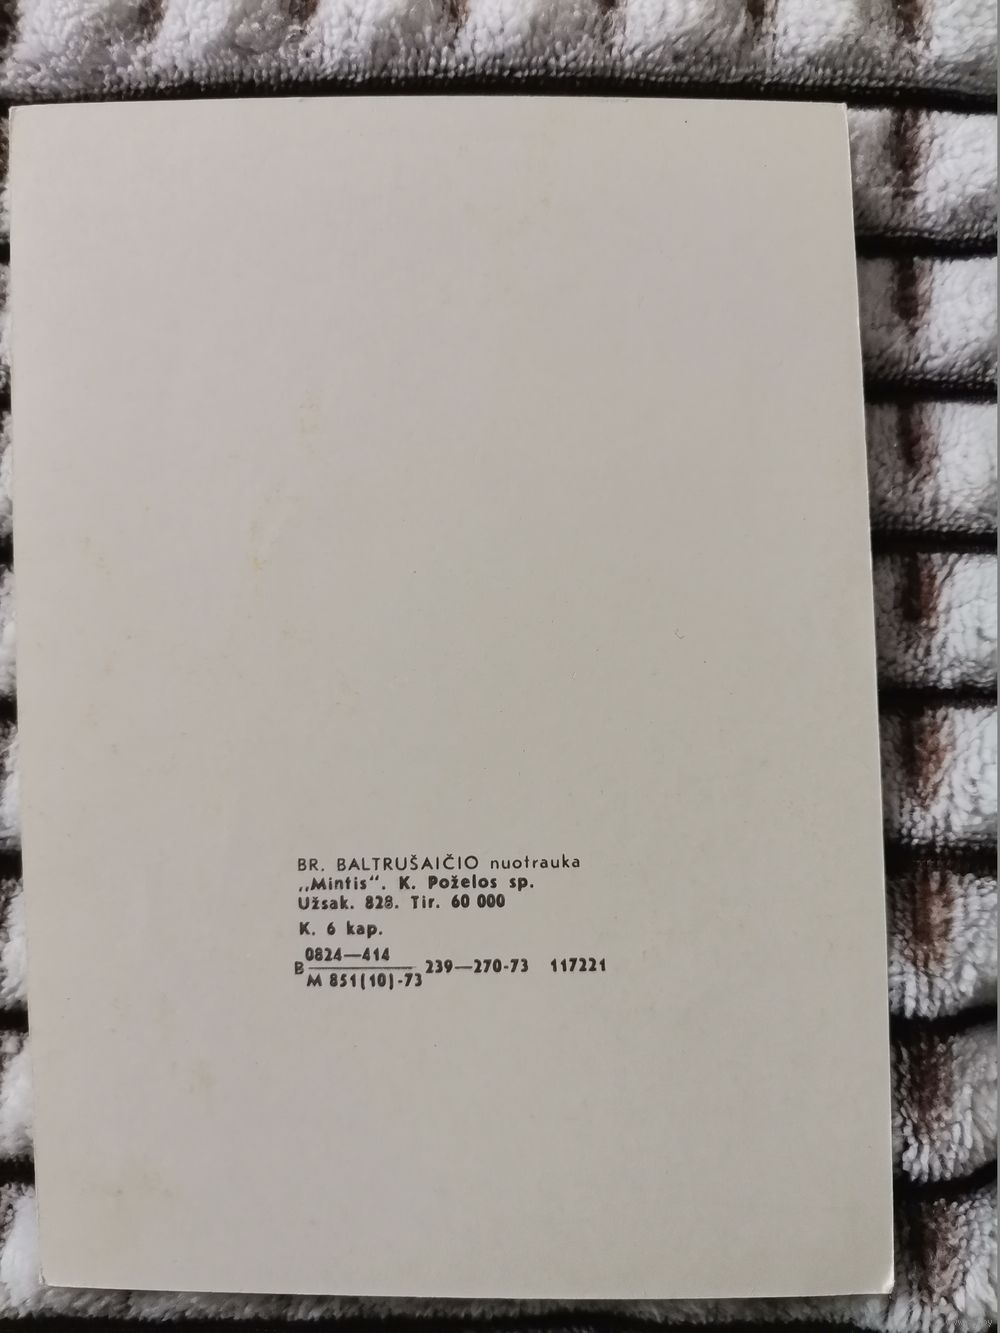 BR. BALTRUŠAIČIO nuotrauka
„Mintis“. K. Poželos sp.
Užsak. 828. Tir. 60 000
K. 6 kap.
0824—414
B 239—270-73 117221
M 851(10)-73